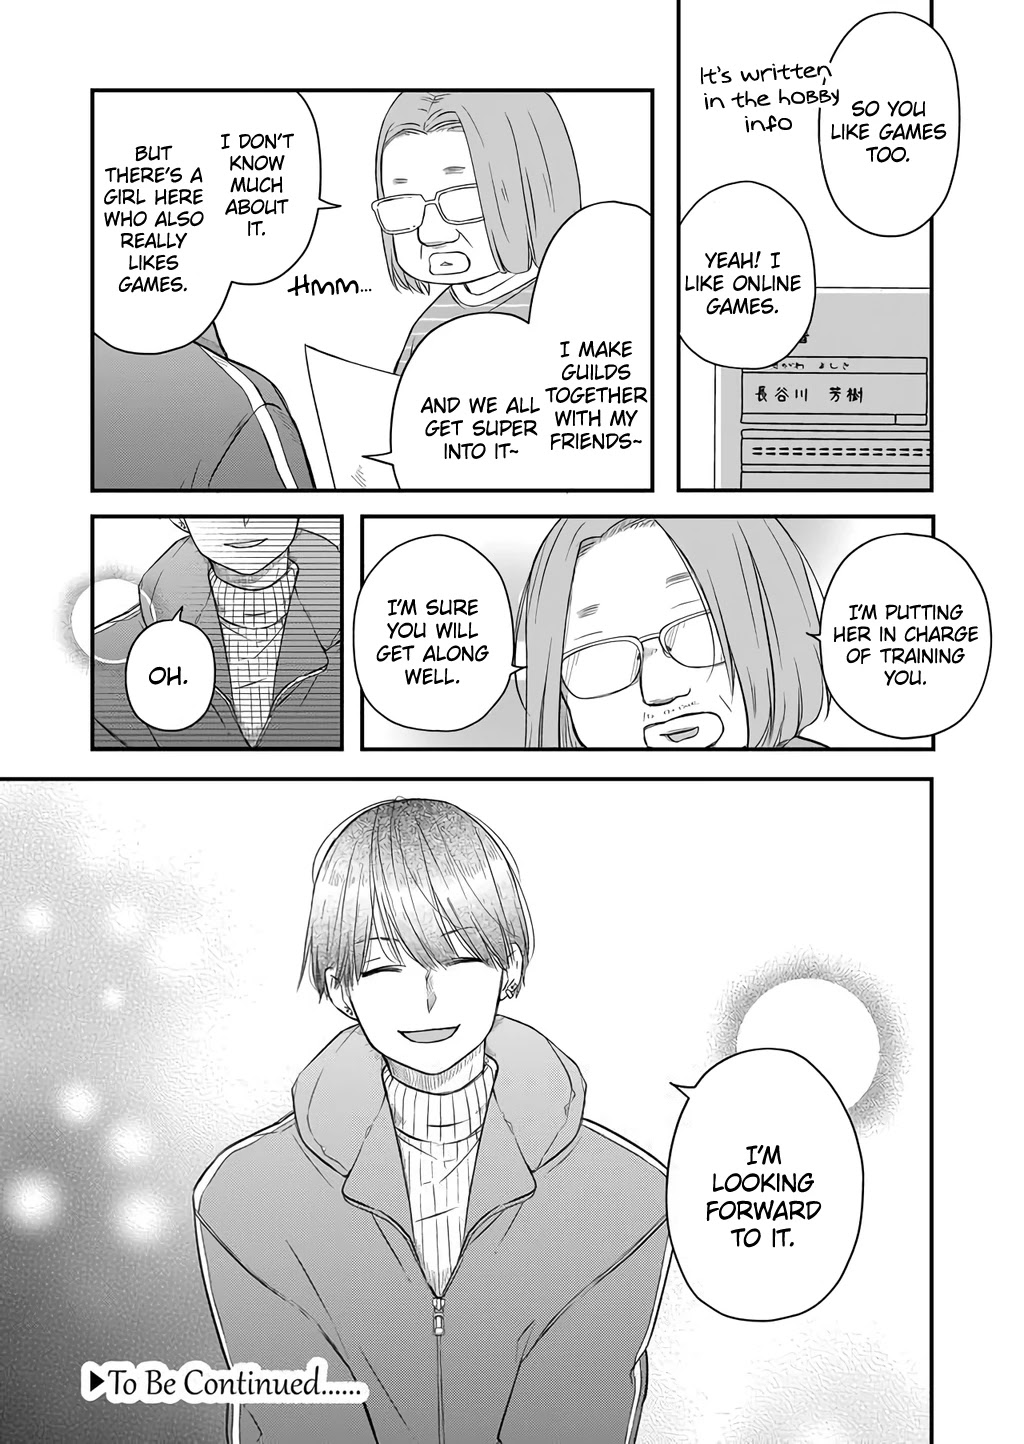 SO YOU
LIKE GAMES
TOO.
It's written
in the hobby
info
YEAH! I
LIKE ONLINE
GAMES.
長谷川 芳樹
I MAKE
GUILDS
TOGETHER
WITH MY
FRIENDS~
AND WE ALL
GET SUPER
INTO IT~
Hmm...
I DON'T
KNOW
MUCH
ABOUT
IT.
BUT
THERE'S A
GIRL HERE
WHO ALSO
REALLY
LIKES
GAMES.
I'M PUTTING
HER IN CHARGE
OF TRAINING
YOU.
I'M SURE
YOU WILL
GET ALONG
WELL.
OH.
I'M
LOOKING
FORWARD
TO IT.
To Be Continued......